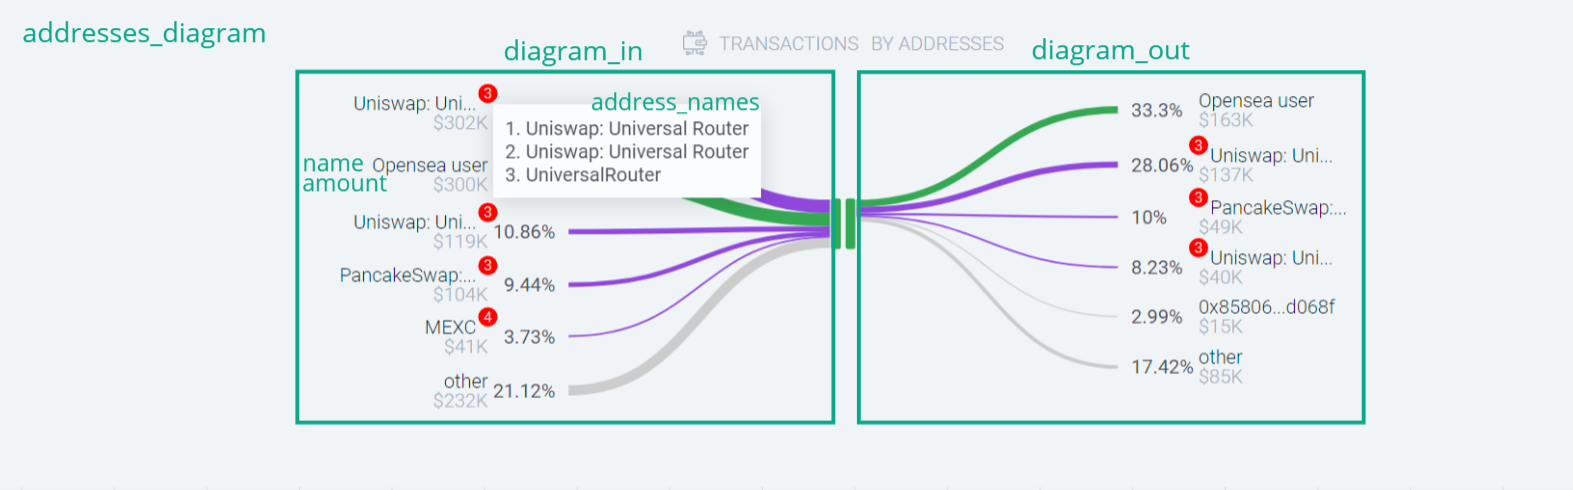 addresses_diagram
diagram_in
TRANSACTIONS BY ADDRESSES
diagram_out
Uniswap: Uni...
3
$302K
address_names
1. Uniswap: Universal Router
2. Uniswap: Universal Router
3. UniversalRouter
name
amount
Opensea user
$300K
Uniswap: Uni...
3
$119K
10.86%
PancakeSwap:...
3
$104K
9.44%
MEXC
4
$41K
3.73%
other
$232K
21.12%
33.3%
Opensea user
$163K
28.06%
3
Uniswap: Uni...
$137K
10%
3
PancakeSwap:...
$49K
8.23%
3
Uniswap: Uni...
$40K
2.99%
0x85806...d068f
$15K
17.42%
other
$85K